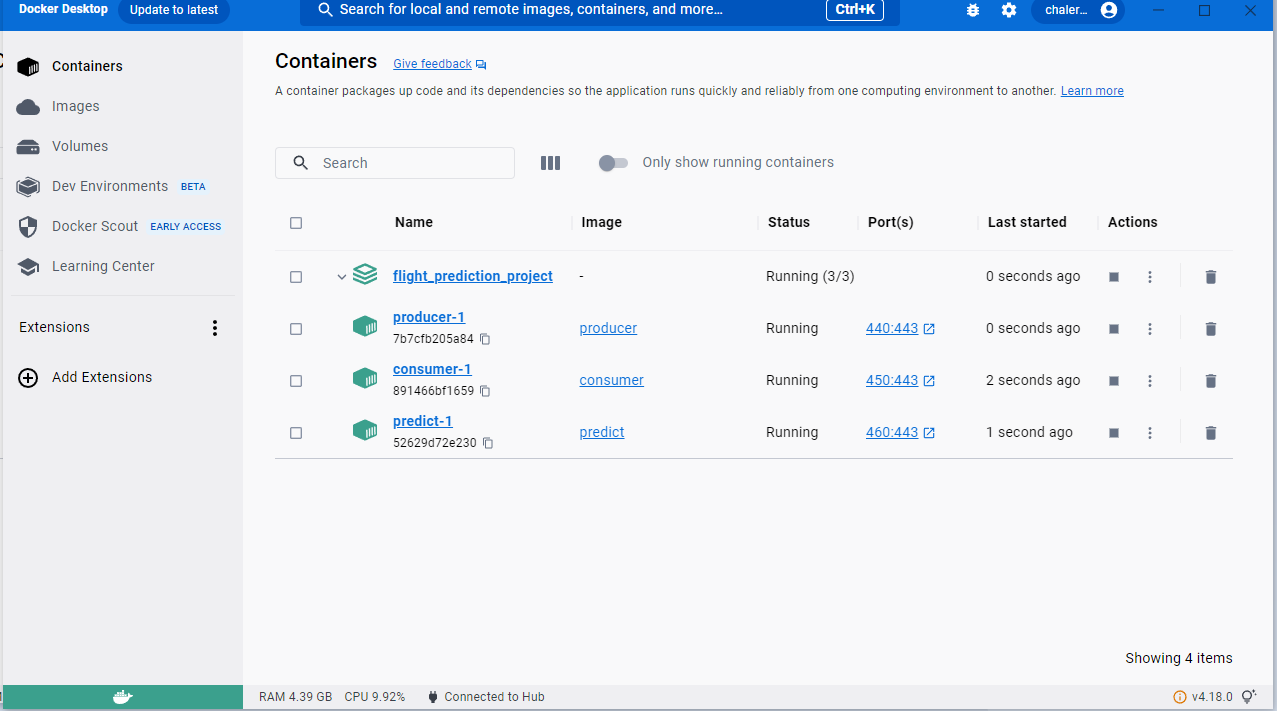 Docker Desktop Update to latest Search for local and remote images, containers, and more... Ctrl+K chaler...
Containers
Images
Volumes
Dev Environments BETA
Docker Scout EARLY ACCESS
Learning Center
Extensions
Add Extensions
Containers Give feedback
A container packages up code and its dependencies so the application runs quickly and reliably from one computing environment to another. Learn more
Search Only show running containers
Name Image Status Port(s) Last started Actions
flight_prediction_project - Running (3/3) 0 seconds ago
producer-1
7b7cfb205a84
producer Running 440:443 0 seconds ago
consumer-1
891466bf1659
consumer Running 450:443 2 seconds ago
predict-1
52629d72e230
predict Running 460:443 1 second ago
Showing 4 items
RAM 4.39 GB CPU 9.92% Connected to Hub v4.18.0